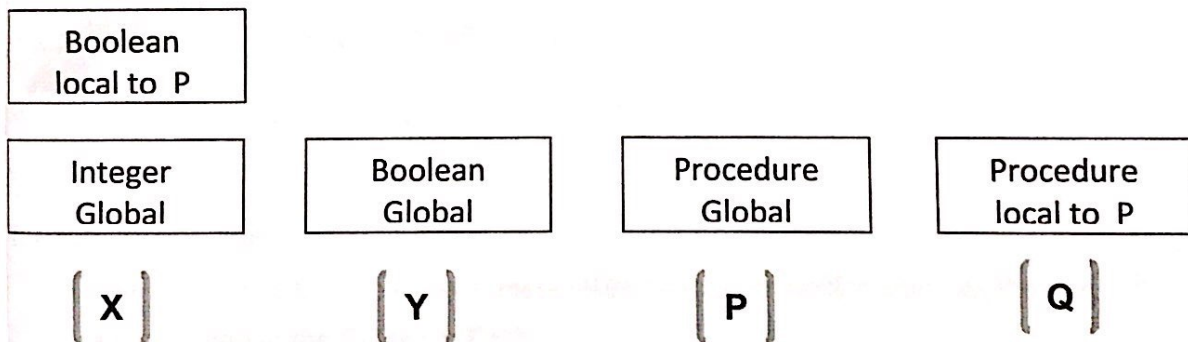 Boolean
local to P
Integer
Global
Boolean
Global
Procedure
Global
Procedure
local to P
X
Y
P
Q